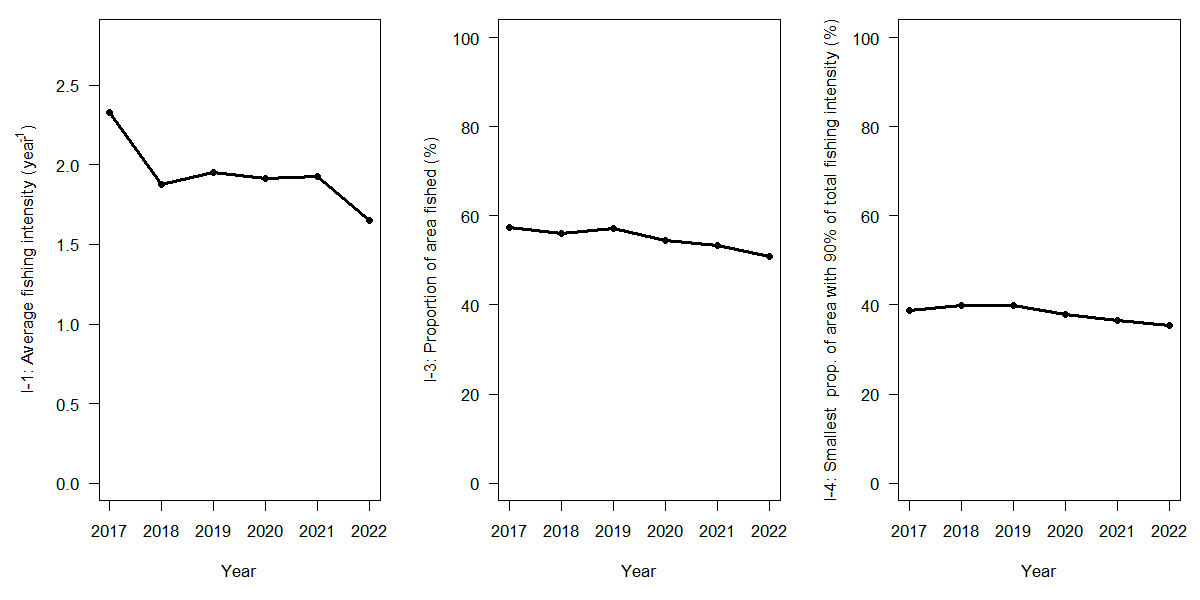 I-1: Average fishing intensity (year-1)
2.5
2.0
1.5
1.0
0.5
0.0
2017 2018 2019 2020 2021 2022
Year
I-3: Proportion of area fished (%)
100
80
60
40
20
0
2017 2018 2019 2020 2021 2022
Year
I-4: Smallest prop. of area with 90% of total fishing intensity (%)
100
80
60
40
20
0
2017 2018 2019 2020 2021 2022
Year